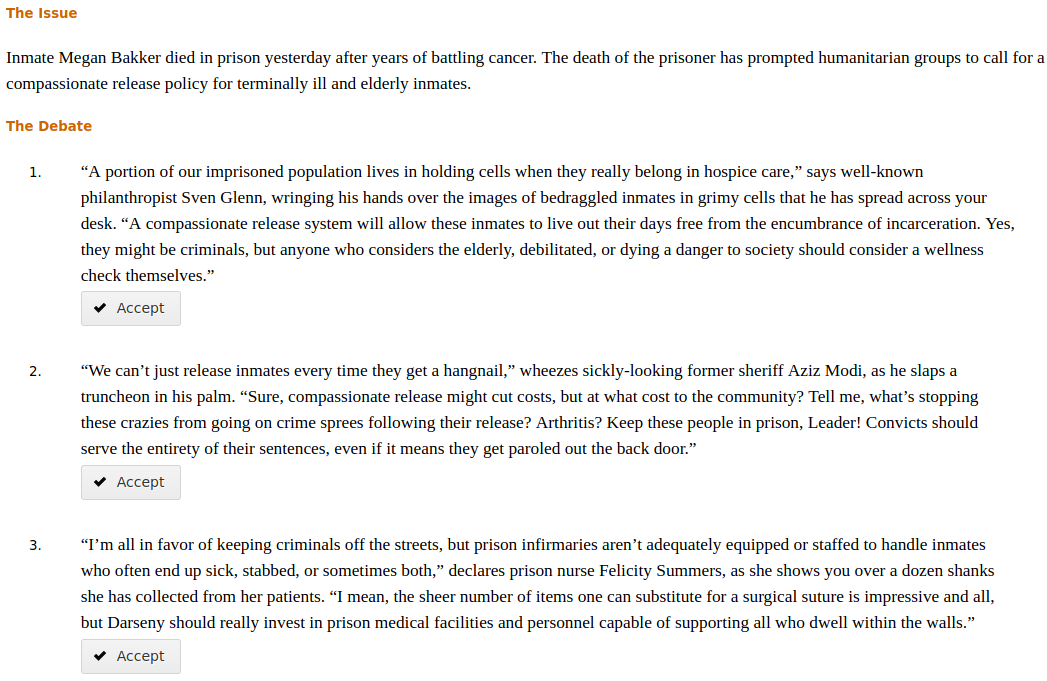 The Issue
Inmate Megan Bakker died in prison yesterday after years of battling cancer. The death of the prisoner has prompted humanitarian groups to call for a
compassionate release policy for terminally ill and elderly inmates.
The Debate
1. “A portion of our imprisoned population lives in holding cells when they really belong in hospice care,” says well-known
philanthropist Sven Glenn, wringing his hands over the images of bedraggled inmates in grimy cells that he has spread across your
desk. “A compassionate release system will allow these inmates to live out their days free from the encumbrance of incarceration. Yes,
they might be criminals, but anyone who considers the elderly, debilitated, or dying a danger to society should consider a wellness
check themselves.”
Accept
2. “We can’t just release inmates every time they get a hangnail,” wheezes sickly-looking former sheriff Aziz Modi, as he slaps a
truncheon in his palm. “Sure, compassionate release might cut costs, but at what cost to the community? Tell me, what’s stopping
these crazies from going on crime sprees following their release? Arthritis? Keep these people in prison, Leader! Convicts should
serve the entirety of their sentences, even if it means they get paroled out the back door.”
Accept
3. “I’m all in favor of keeping criminals off the streets, but prison infirmaries aren’t adequately equipped or staffed to handle inmates
who often end up sick, stabbed, or sometimes both,” declares prison nurse Felicity Summers, as she shows you over a dozen shanks
she has collected from her patients. “I mean, the sheer number of items one can substitute for a surgical suture is impressive and all,
but Darseny should really invest in prison medical facilities and personnel capable of supporting all who dwell within the walls.”
Accept